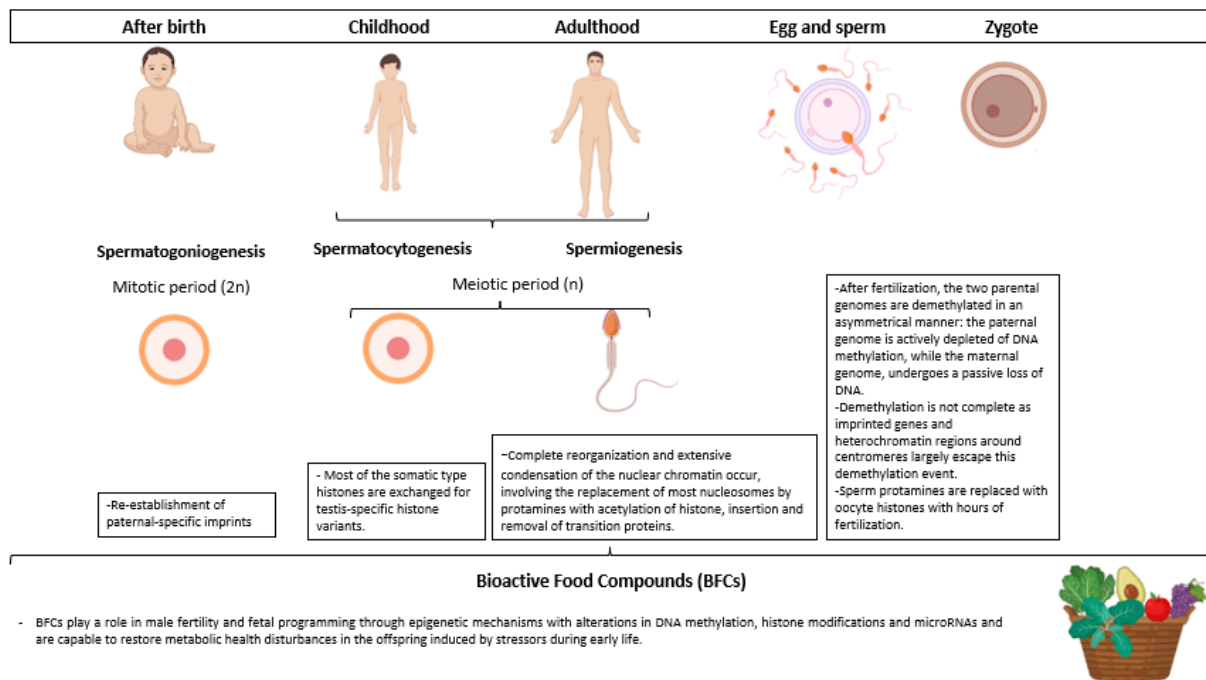 After birth Childhood Adulthood Egg and sperm Zygote
Spermatogoniogenesis Spermatocytogenesis Spermiogenesis
Mitotic period (2n) Meiotic period (n)
-Re-establishment of
paternal-specific imprints
- Most of the somatic type
histones are exchanged for
testis-specific histone
variants.
-Complete reorganization and extensive
condensation of the nuclear chromatin occur,
involving the replacement of most nucleosomes by
protamines with acetylation of histone, insertion and
removal of transition proteins.
-After fertilization, the two parental
genomes are demethylated in an
asymmetrical manner: the paternal
genome is actively depleted of DNA
methylation, while the maternal
genome, undergoes a passive loss of
DNA.
-Demethylation is not complete as
imprinted genes and
heterochromatin regions around
centromeres largely escape this
demethylation event.
-Sperm protamines are replaced with
oocyte histones with hours of
fertilization.
Bioactive Food Compounds (BFCs)
- BFCs play a role in male fertility and fetal programming through epigenetic mechanisms with alterations in DNA methylation, histone modifications and microRNAs and
are capable to restore metabolic health disturbances in the offspring induced by stressors during early life.